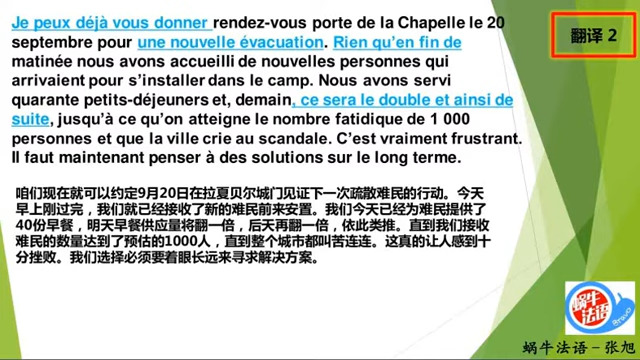 Je peux déjà vous donner rendez-vous porte de la Chapelle le 20
septembre pour une nouvelle évacuation. Rien qu'en fin de
matinée nous avons accueilli de nouvelles personnes qui
arrivaient pour s'installer dans le camp. Nous avons servi
quarante petits-déjeuners et, demain, ce sera le double et ainsi de
suite, jusqu'à ce qu'on atteigne le nombre fatidique de 1 000
personnes et que la ville crie au scandale. C'est vraiment frustrant.
Il faut maintenant penser à des solutions sur le long terme.
翻译 2
咱们现在就可以约定9月20日在拉夏贝尔城门见证下一次疏散难民的行动。今天
早上刚过完，我们就已经接收了新的难民前来安置。我们今天已经为难民提供了
40份早餐，明天早餐供应量将翻一倍，后天再翻一倍，依此类推。直到我们接收
难民的数量达到了预估的1000人，直到整个城市都叫苦连连。这真的让人感到十
分挫败。我们选择必须要着眼长远来寻求解决方案。
蜗牛
法语
Bravo
蜗牛法语－张旭